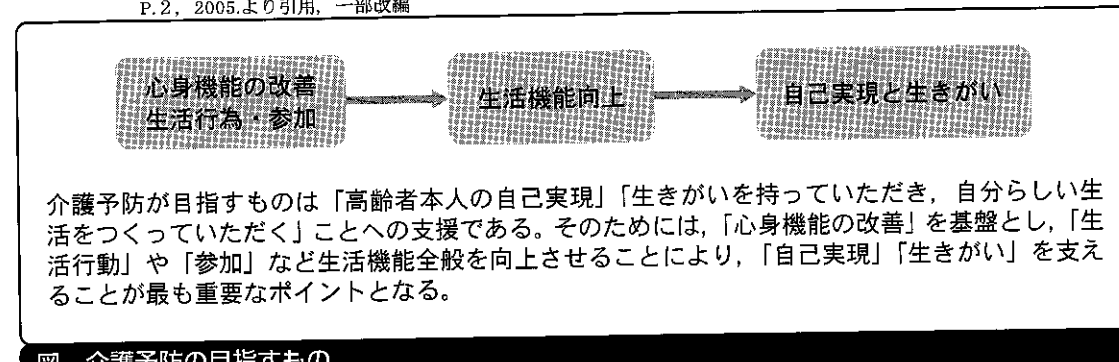 P.2, 2005.より引用, 一部改編
心身機能の改善
生活行為・参加
生活機能向上
自己実現と生きがい
介護予防が目指すものは「高齢者本人の自己実現」「生きがいを持っていただき，自分らしい生
活をつくっていただく」ことへの支援である。そのためには，「心身機能の改善」を基盤とし，「生
活行動」や「参加」など生活機能全般を向上させることにより，「自己実現」「生きがい」を支え
ることが最も重要なポイントとなる。
図　介護予防の目指すもの